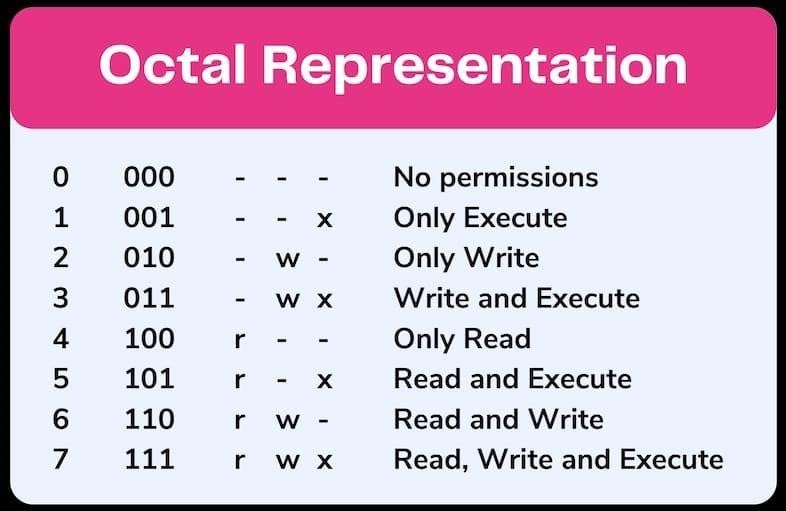 Octal Representation
0 000 - - - No permissions
1 001 - - x Only Execute
2 010 - w - Only Write
3 011 - w x Write and Execute
4 100 r - - Only Read
5 101 r - x Read and Execute
6 110 r w - Read and Write
7 111 r w x Read, Write and Execute